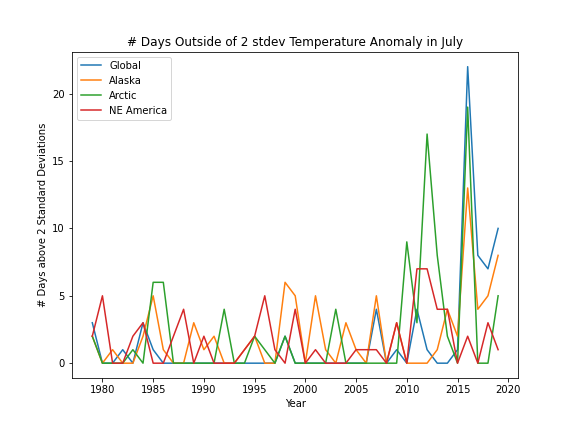 # Days Outside of 2 stdev Temperature Anomaly in July
Global
Alaska
Arctic
NE America
# Days above 2 Standard Deviations
20
15
10
5
0
1980 1985 1990 1995 2000 2005 2010 2015 2020
Year